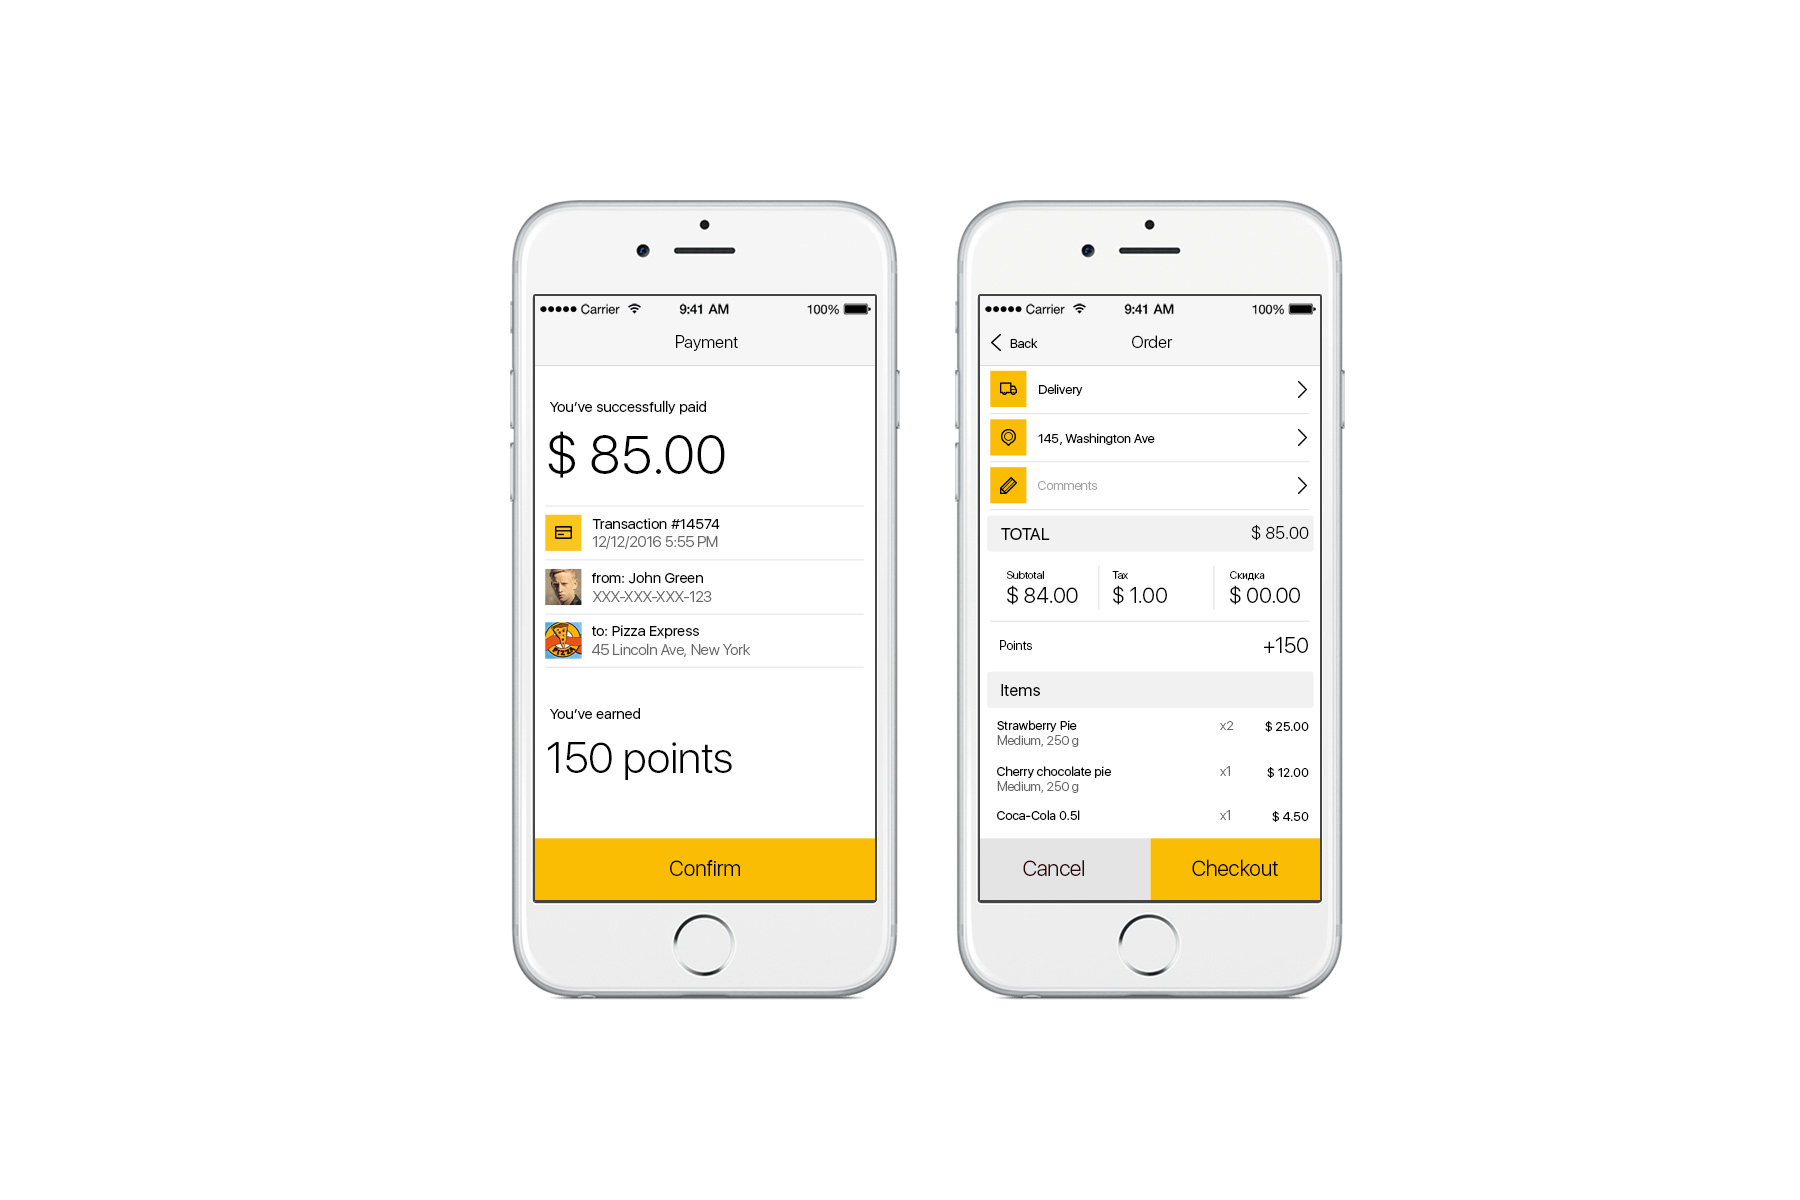 ●●●●● Carrier 9:41 AM 100%
Payment
You've successfully paid
$ 85.00
Transaction #14574
12/12/2016 5:55 PM
from: John Green
XXX-XXX-XXX-123
PIZZA
to: Pizza Express
45 Lincoln Ave, New York
You've earned
150 points
Confirm
●●●●● Carrier 9:41 AM 100%
Back Order
Delivery
145, Washington Ave
Comments
TOTAL $ 85.00
Subtotal Tax Скидка
$ 84.00 $ 1.00 $ 00.00
Points +150
Items
Strawberry Pie x2 $ 25.00
Medium, 250 g
Cherry chocolate pie x1 $ 12.00
Medium, 250 g
Coca-Cola 0.5l x1 $ 4.50
Cancel Checkout